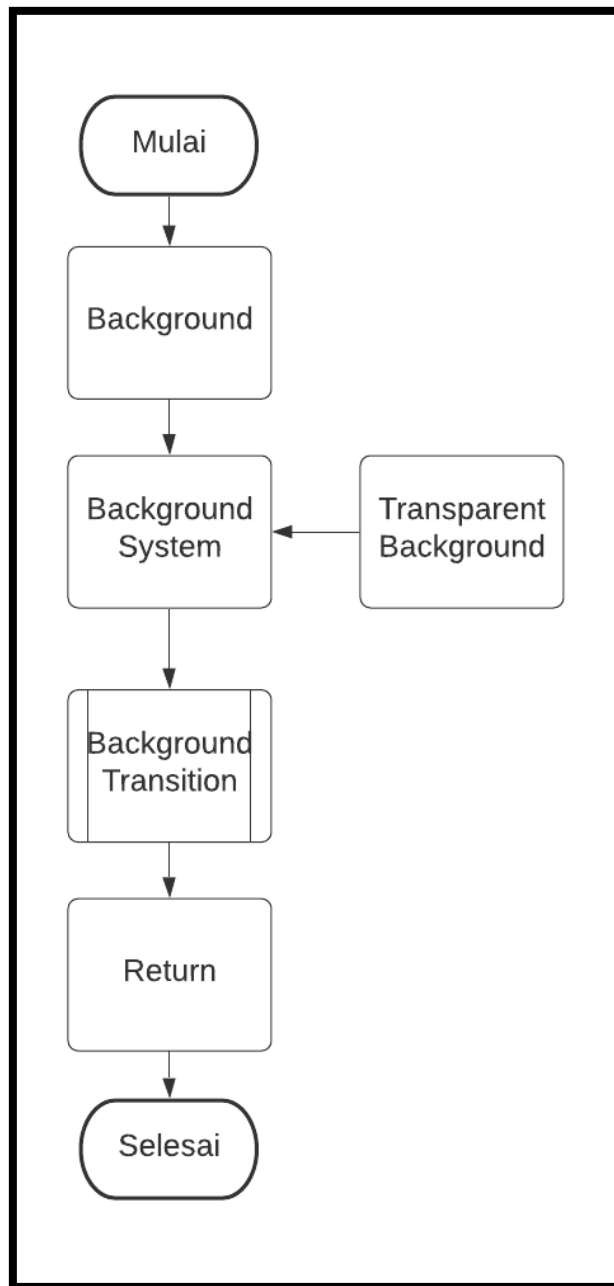 Mulai
Background
Background
System
Transparent
Background
Background
Transition
Return
Selesai